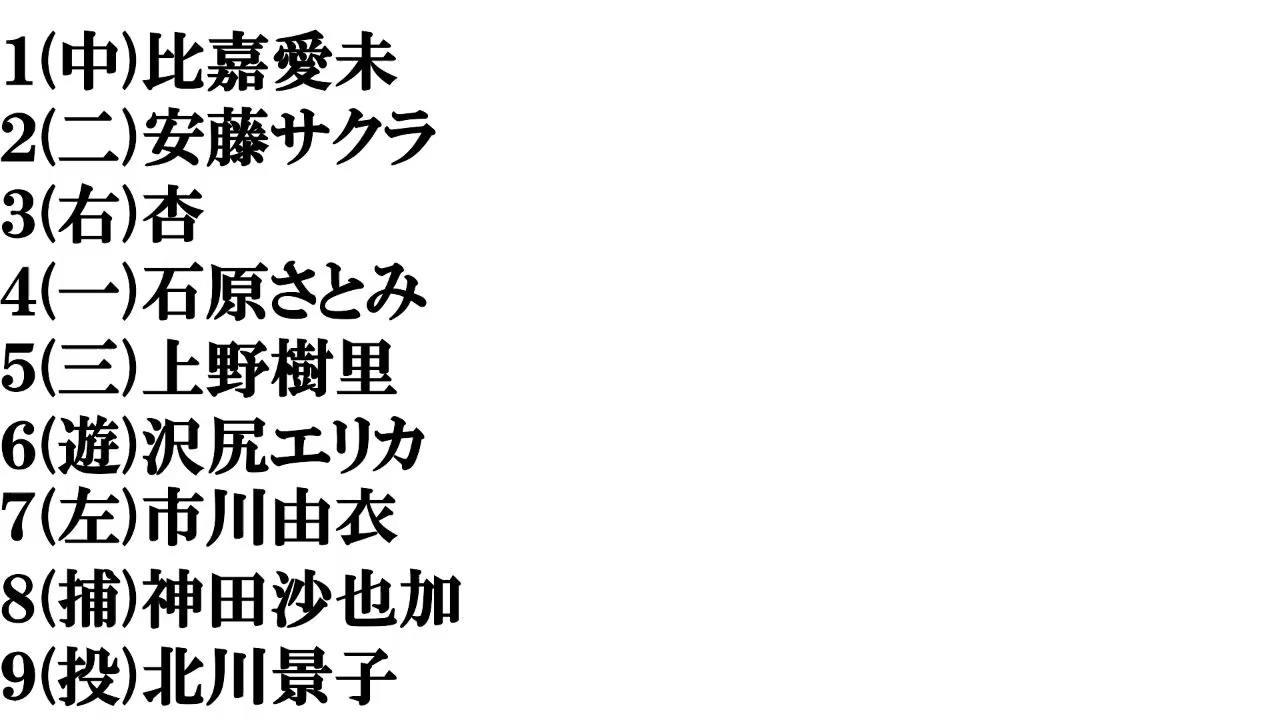 1(中)比嘉愛未
2(二)安藤サクラ
3(右)杏
4(一)石原さとみ
5(三)上野樹里
6(遊)沢尻エリカ
7(左)市川由衣
8(捕)神田沙也加
9(投)北川景子